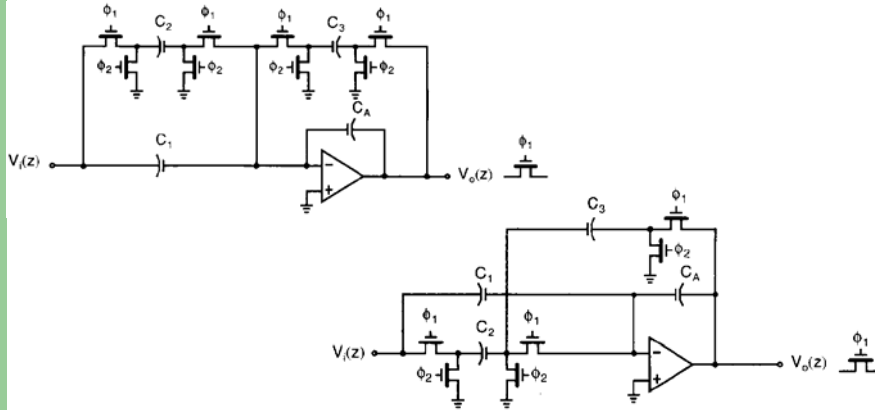 ϕ1 C2 ϕ1 ϕ1 C3 ϕ1
ϕ2 ϕ2 ϕ2 ϕ2
CA
C1
Vi(z) Vo(z) ϕ1
− +
C3 ϕ1
ϕ2
C1 CA
ϕ1 C2 ϕ1
Vi(z) Vo(z) ϕ1
ϕ2 ϕ2
− +